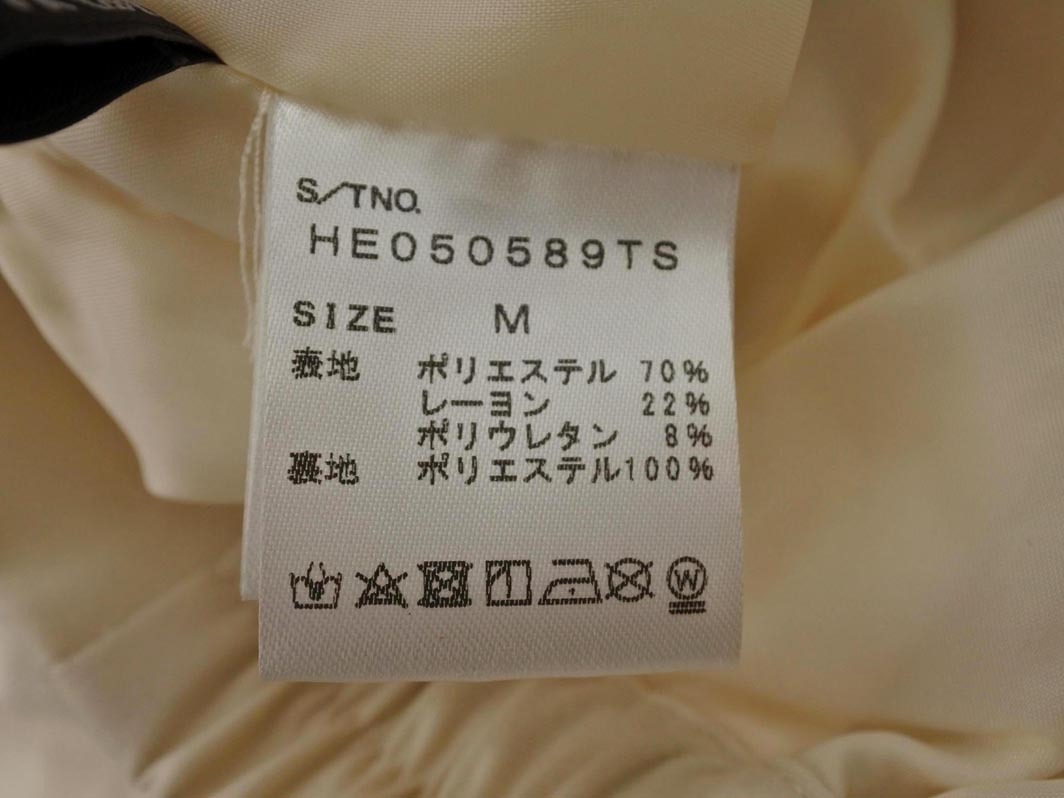 S/TNO.
HE050589TS
SIZE M
表地 ポリエステル 70%
レーヨン 22%
ポリウレタン 8%
裏地 ポリエステル100%
W